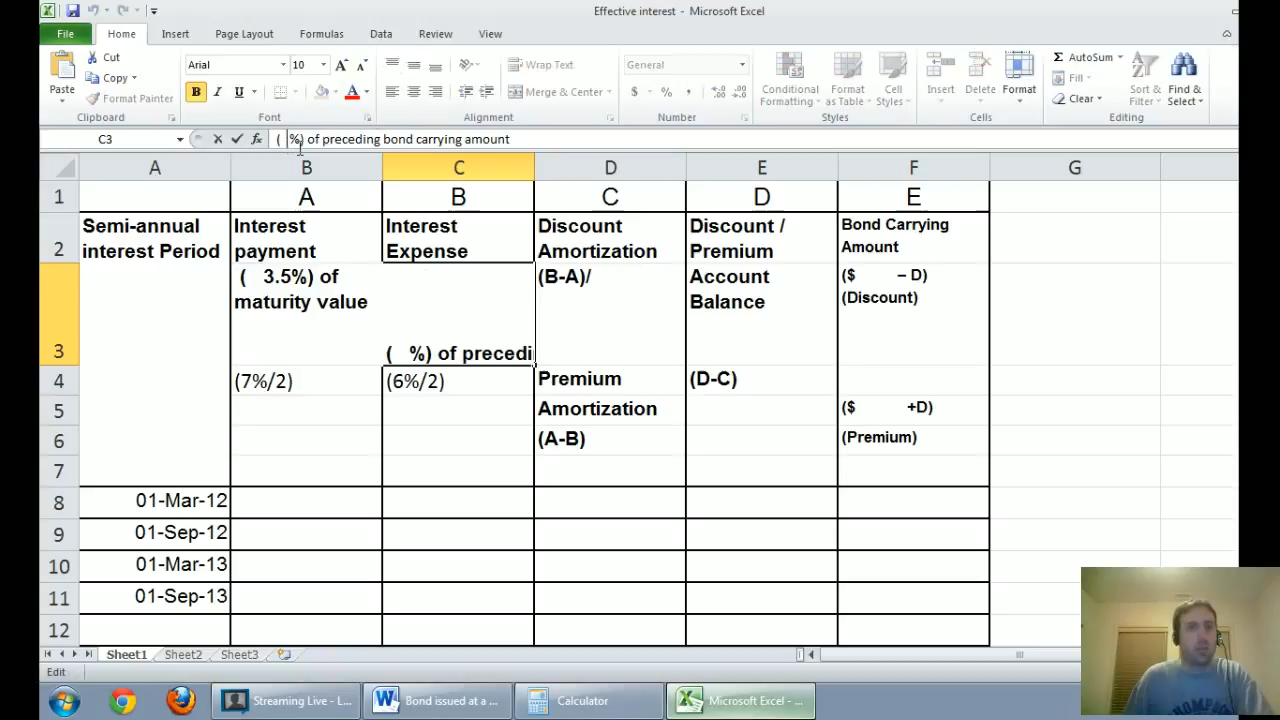 Effective interest - Microsoft Excel
File Home Insert Page Layout Formulas Data Review View
Cut
Copy
Format Painter
Paste
Clipboard
Arial 10
B I U
Font
Wrap Text
Merge & Center
Alignment
General
$ % ,
Number
Conditional Formatting
Format as Table
Cell Styles
Styles
Insert Delete Format
Cells
AutoSum
Fill
Clear
Sort & Filter
Find & Select
Editing
C3 fx ( %) of preceding bond carrying amount
A B C D E F G
1 A B C D E
2 Semi-annual interest Period
Interest payment
Interest Expense
Discount Amortization
Discount / Premium
Bond Carrying Amount
3 ( 3.5%) of maturity value
( %) of precedi
(B-A)/
Account Balance
($ – D)
(Discount)
4 (7%/2) (6%/2) Premium (D-C)
5 Amortization ($ +D)
6 (A-B) (Premium)
7
8 01-Mar-12
9 01-Sep-12
10 01-Mar-13
11 01-Sep-13
12
Sheet1 Sheet2 Sheet3
Edit
Streaming Live - L...
Bond issued at a ...
Calculator
Microsoft Excel - ...